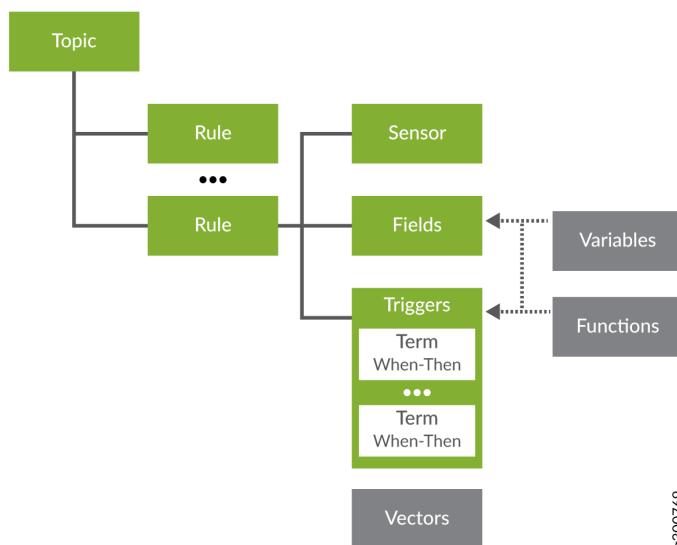 Topic
Rule
Sensor
Rule
Fields
Variables
Triggers
Functions
Term
When-Then
Term
When-Then
Vectors